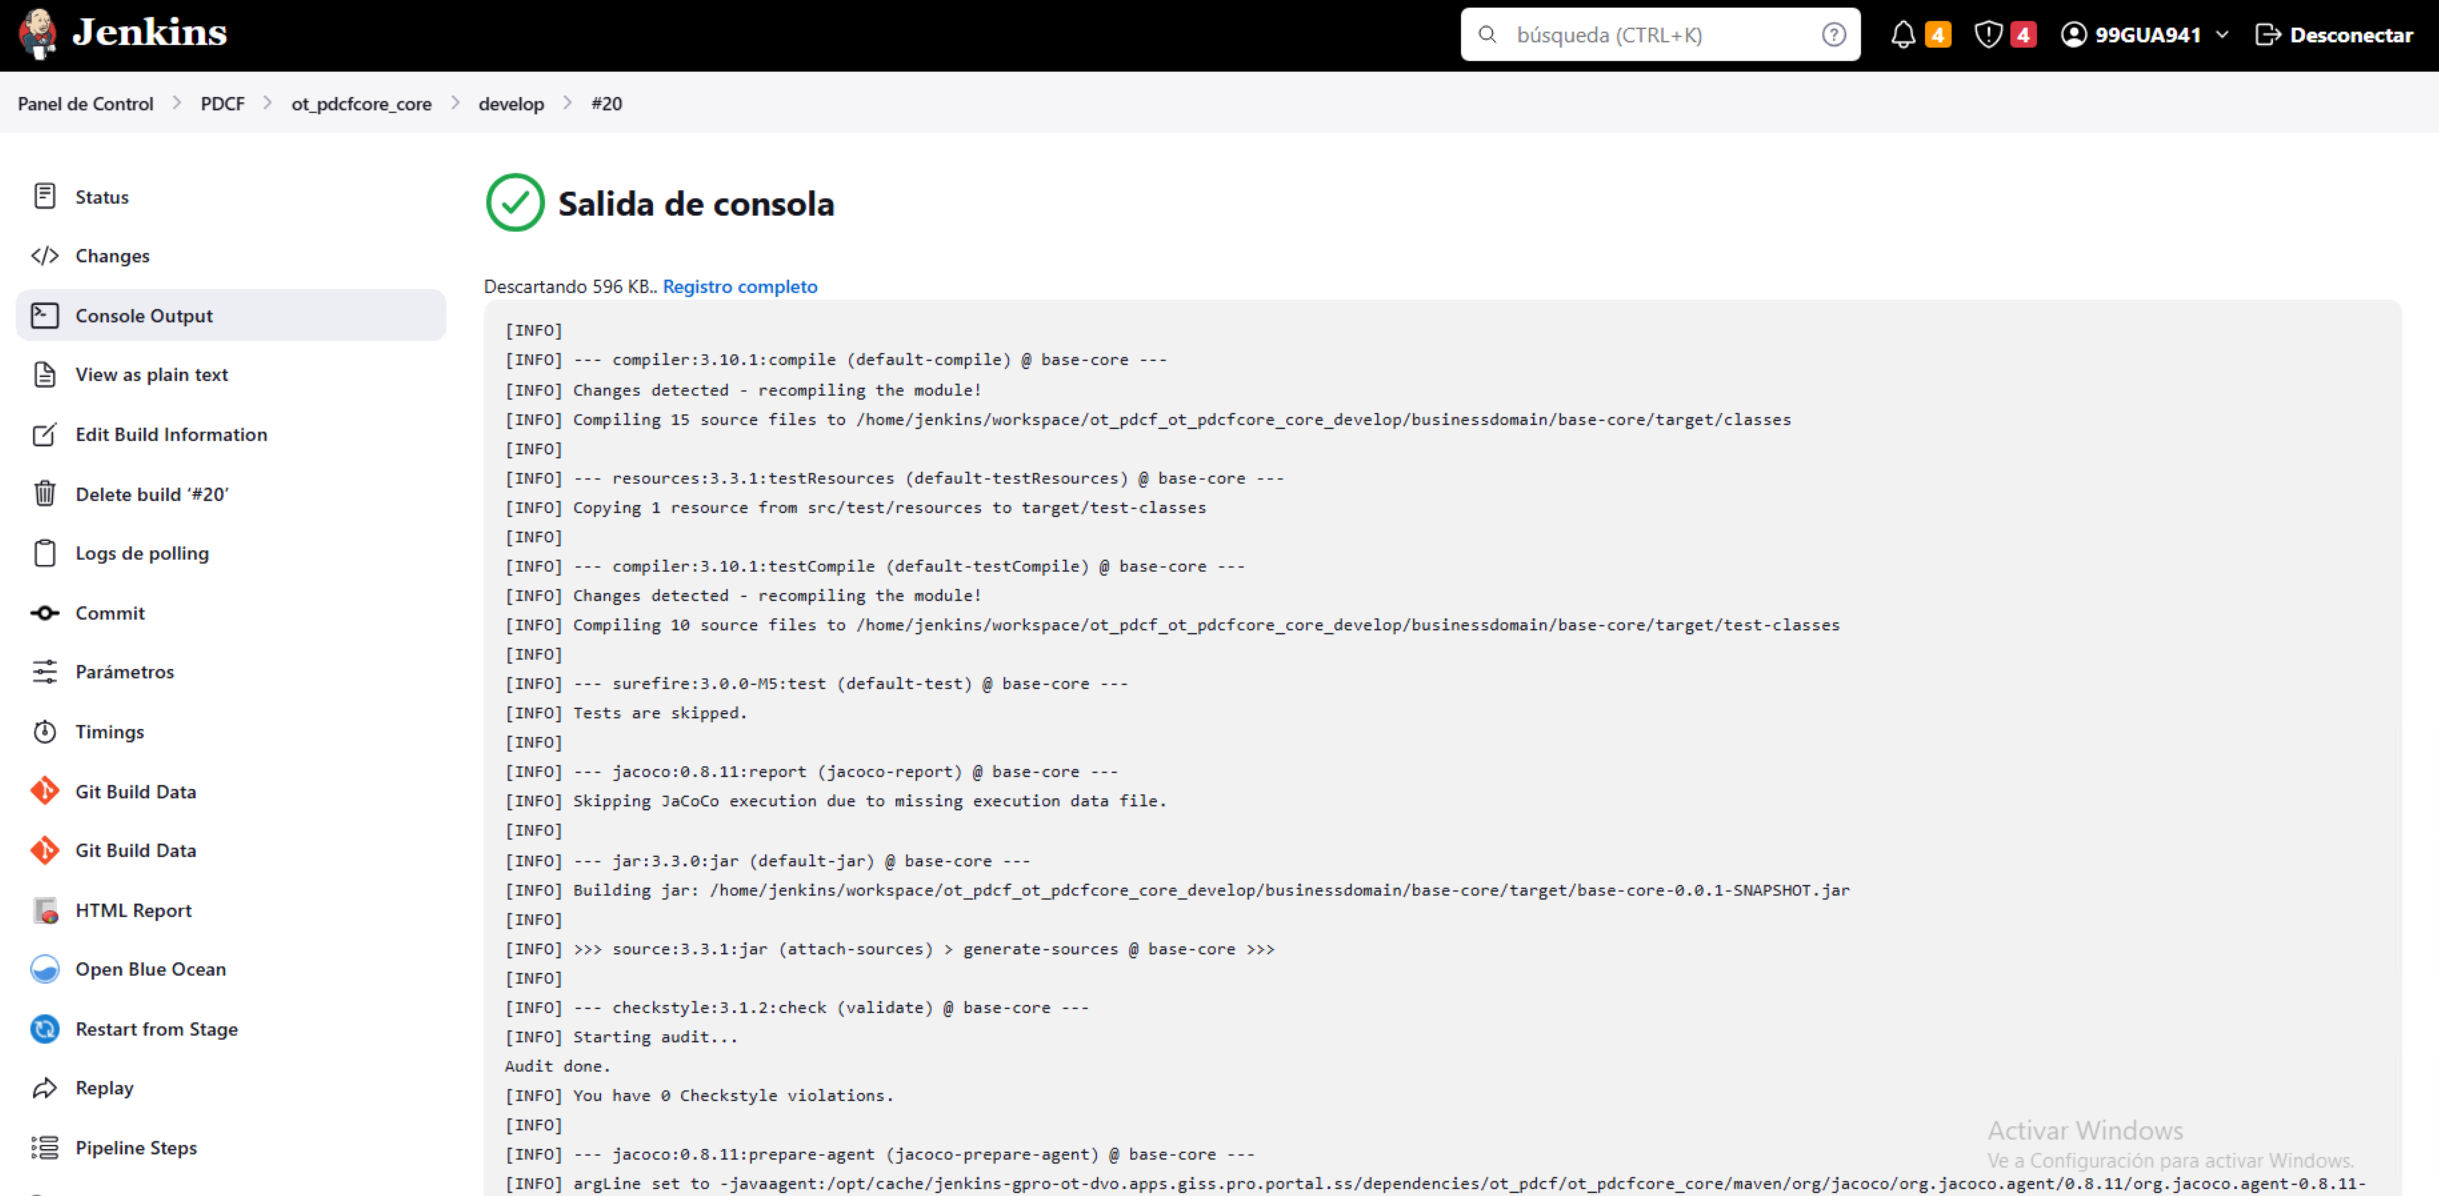 Jenkins
búsqueda (CTRL+K)
4
4
99GUA941
Desconectar
Panel de Control > PDCF > ot_pdcfcore_core > develop > #20
Status
Changes
Console Output
View as plain text
Edit Build Information
Delete build ‘#20’
Logs de polling
Commit
Parámetros
Timings
Git Build Data
Git Build Data
HTML Report
Open Blue Ocean
Restart from Stage
Replay
Pipeline Steps
Salida de consola
Descartando 596 KB.. Registro completo
[INFO]
[INFO] --- compiler:3.10.1:compile (default-compile) @ base-core ---
[INFO] Changes detected - recompiling the module!
[INFO] Compiling 15 source files to /home/jenkins/workspace/ot_pdcf_ot_pdcfcore_core_develop/businessdomain/base-core/target/classes
[INFO]
[INFO] --- resources:3.3.1:testResources (default-testResources) @ base-core ---
[INFO] Copying 1 resource from src/test/resources to target/test-classes
[INFO]
[INFO] --- compiler:3.10.1:testCompile (default-testCompile) @ base-core ---
[INFO] Changes detected - recompiling the module!
[INFO] Compiling 10 source files to /home/jenkins/workspace/ot_pdcf_ot_pdcfcore_core_develop/businessdomain/base-core/target/test-classes
[INFO]
[INFO] --- surefire:3.0.0-M5:test (default-test) @ base-core ---
[INFO] Tests are skipped.
[INFO]
[INFO] --- jacoco:0.8.11:report (jacoco-report) @ base-core ---
[INFO] Skipping JaCoCo execution due to missing execution data file.
[INFO]
[INFO] --- jar:3.3.0:jar (default-jar) @ base-core ---
[INFO] Building jar: /home/jenkins/workspace/ot_pdcf_ot_pdcfcore_core_develop/businessdomain/base-core/target/base-core-0.0.1-SNAPSHOT.jar
[INFO]
[INFO] >>> source:3.3.1:jar (attach-sources) > generate-sources @ base-core >>>
[INFO]
[INFO] --- checkstyle:3.1.2:check (validate) @ base-core ---
[INFO] Starting audit...
Audit done.
[INFO] You have 0 Checkstyle violations.
[INFO]
[INFO] --- jacoco:0.8.11:prepare-agent (jacoco-prepare-agent) @ base-core ---
[INFO] argLine set to -javaagent:/opt/cache/jenkins-gpro-ot-dvo.apps.giss.pro.portal.ss/dependencies/ot_pdcf/ot_pdcfcore_core/maven/org/jacoco/org.jacoco.agent/0.8.11/org.jacoco.agent-0.8.11-
Activar Windows
Ve a Configuración para activar Windows.